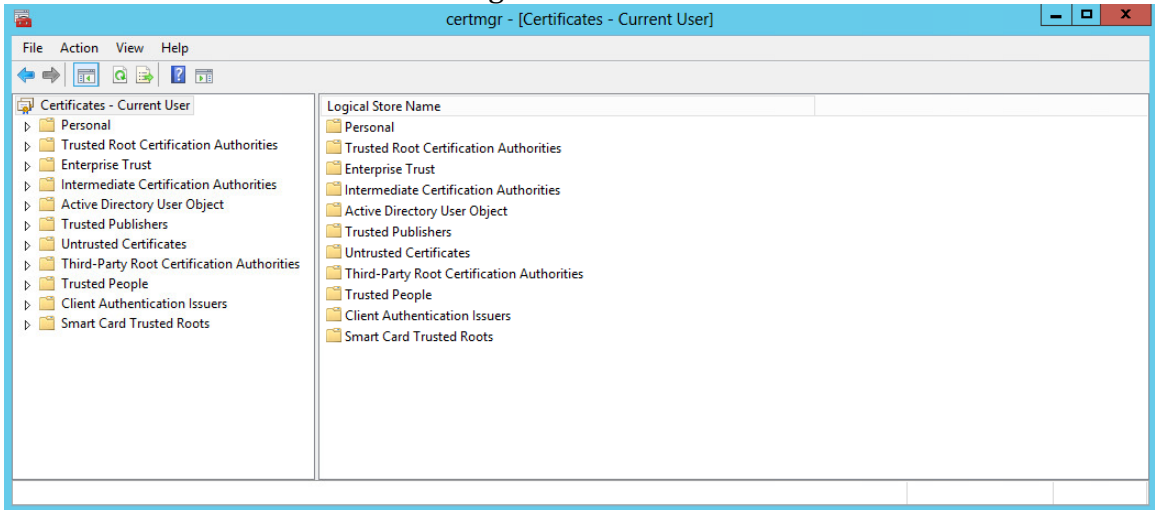 certmgr - [Certificates - Current User]
File Action View Help
Certificates - Current User
Personal
Trusted Root Certification Authorities
Enterprise Trust
Intermediate Certification Authorities
Active Directory User Object
Trusted Publishers
Untrusted Certificates
Third-Party Root Certification Authorities
Trusted People
Client Authentication Issuers
Smart Card Trusted Roots
Logical Store Name
Personal
Trusted Root Certification Authorities
Enterprise Trust
Intermediate Certification Authorities
Active Directory User Object
Trusted Publishers
Untrusted Certificates
Third-Party Root Certification Authorities
Trusted People
Client Authentication Issuers
Smart Card Trusted Roots